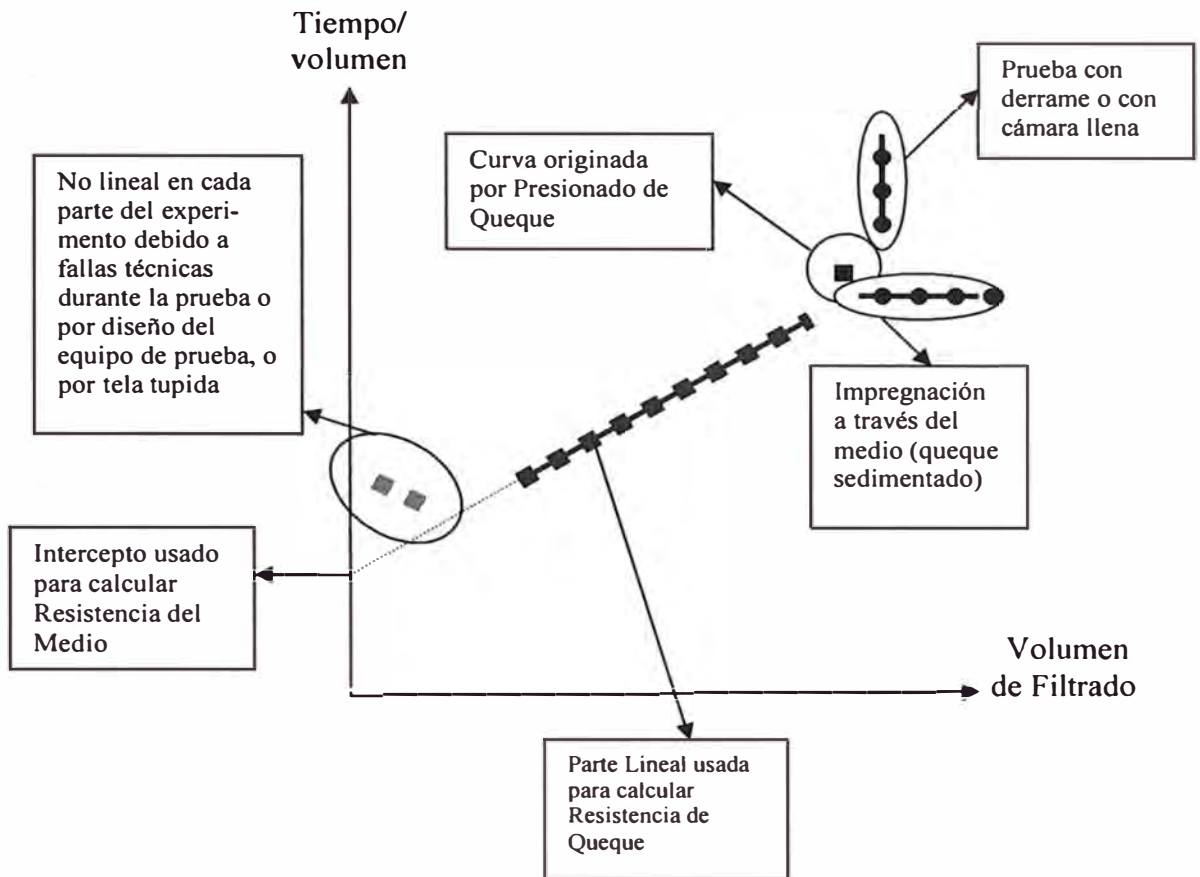 Tiempo/
volumen
Prueba con
derrame o con
cámara llena
Curva originada
por Presionado de
Queque
No lineal en cada
parte del experi-
mento debido a
fallas técnicas
durante la prueba o
por diseño del
equipo de prueba, o
por tela tupida
Impregnación
a través del
medio (queque
sedimentado)
Intercepto usado
para calcular
Resistencia del
Medio
Volumen
de Filtrado
Parte Lineal usada
para calcular
Resistencia de
Queque